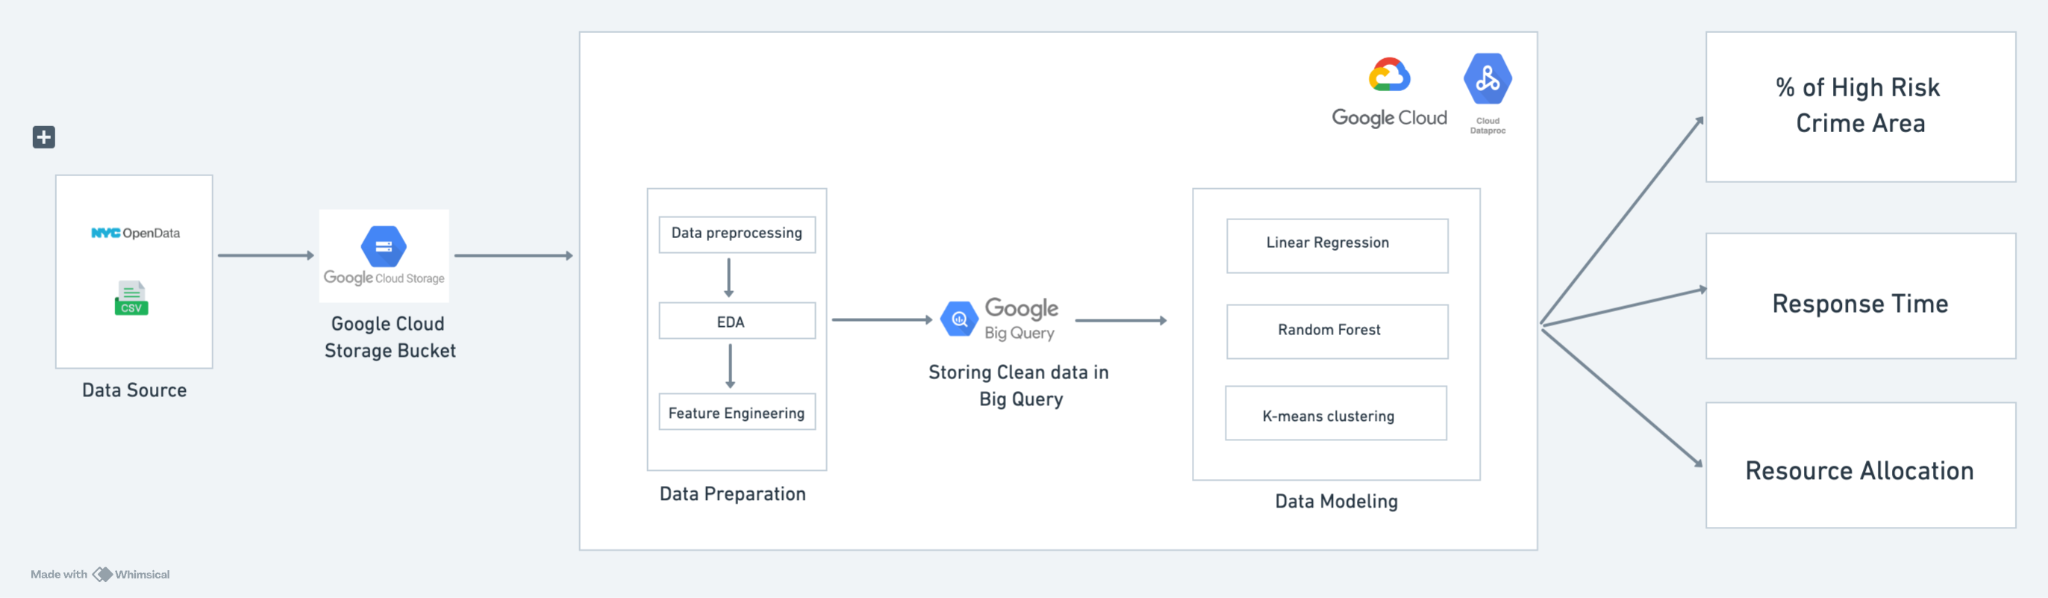 NYC OpenData
CSV
Data Source
Google Cloud Storage
Google Cloud
Storage Bucket
Google Cloud
Cloud
Dataproc
Data preprocessing
EDA
Feature Engineering
Data Preparation
Google
Big Query
Storing Clean data in
Big Query
Linear Regression
Random Forest
K-means clustering
Data Modeling
% of High Risk
Crime Area
Response Time
Resource Allocation
Made with Whimsical